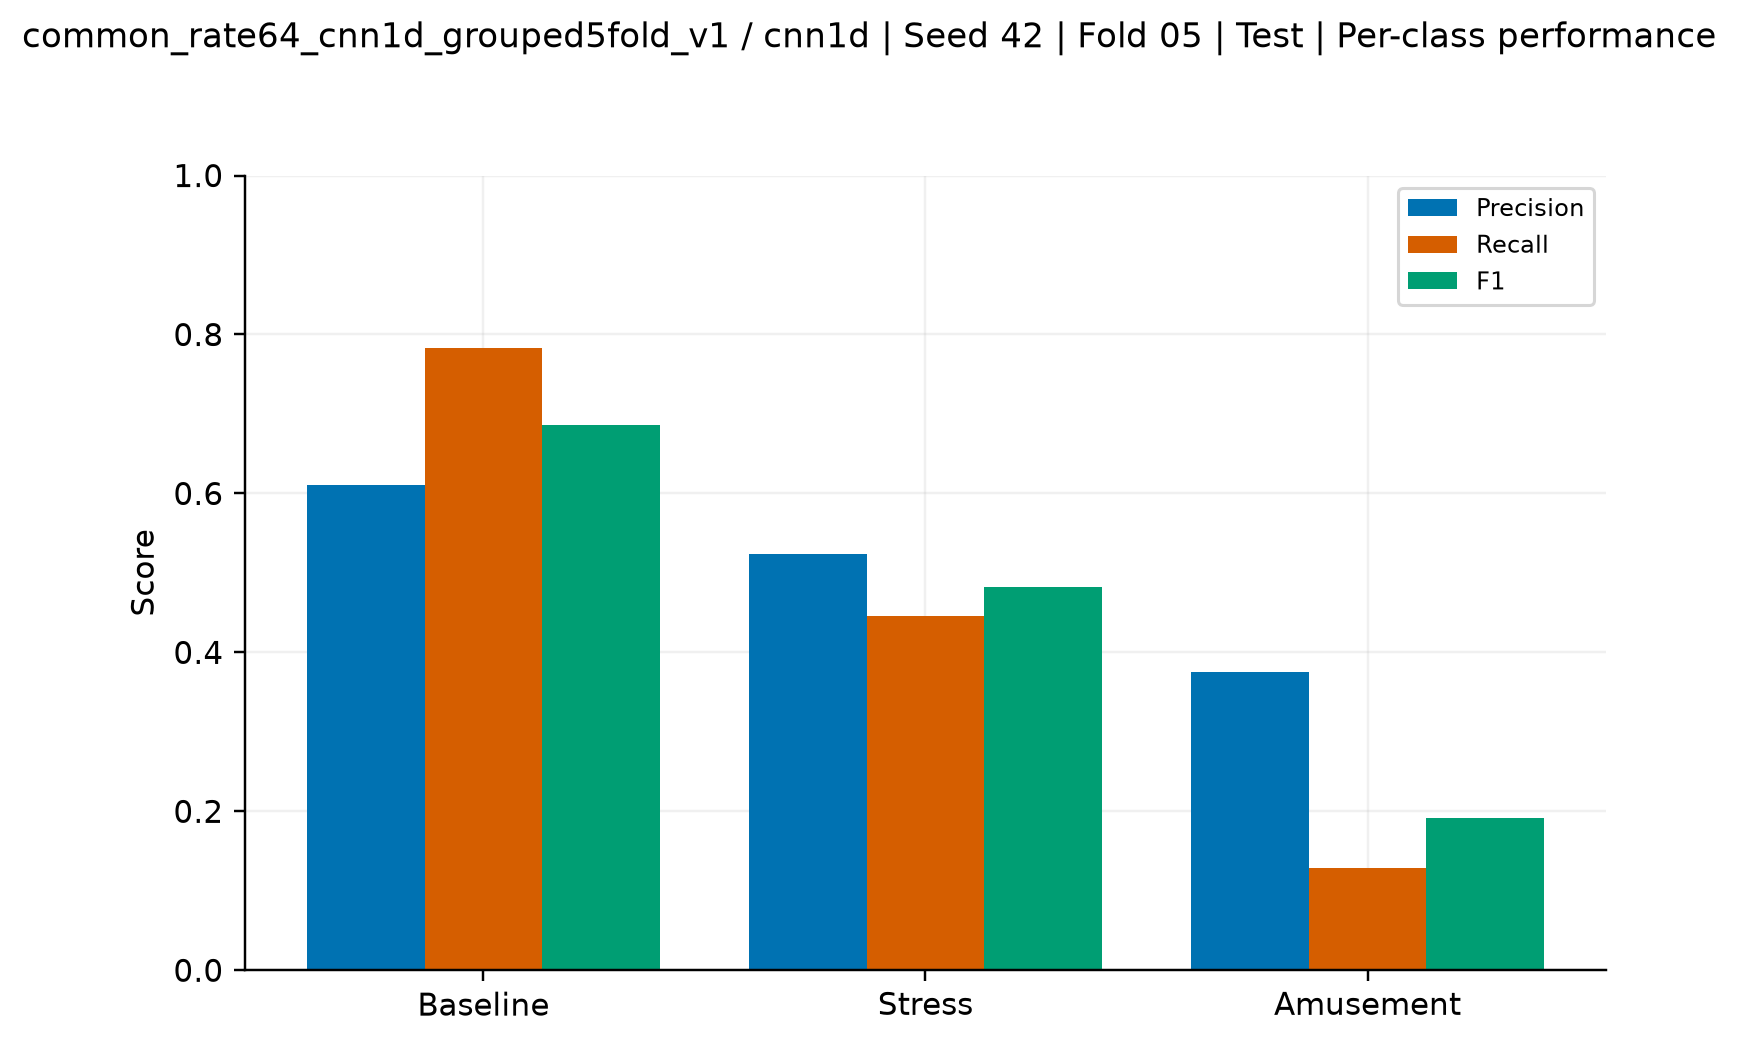 common_rate64_cnn1d_grouped5fold_v1 / cnn1d | Seed 42 | Fold 05 | Test | Per-class performance
1.0
0.8
0.6
0.4
0.2
0.0
Score
Precision
Recall
F1
Baseline
Stress
Amusement